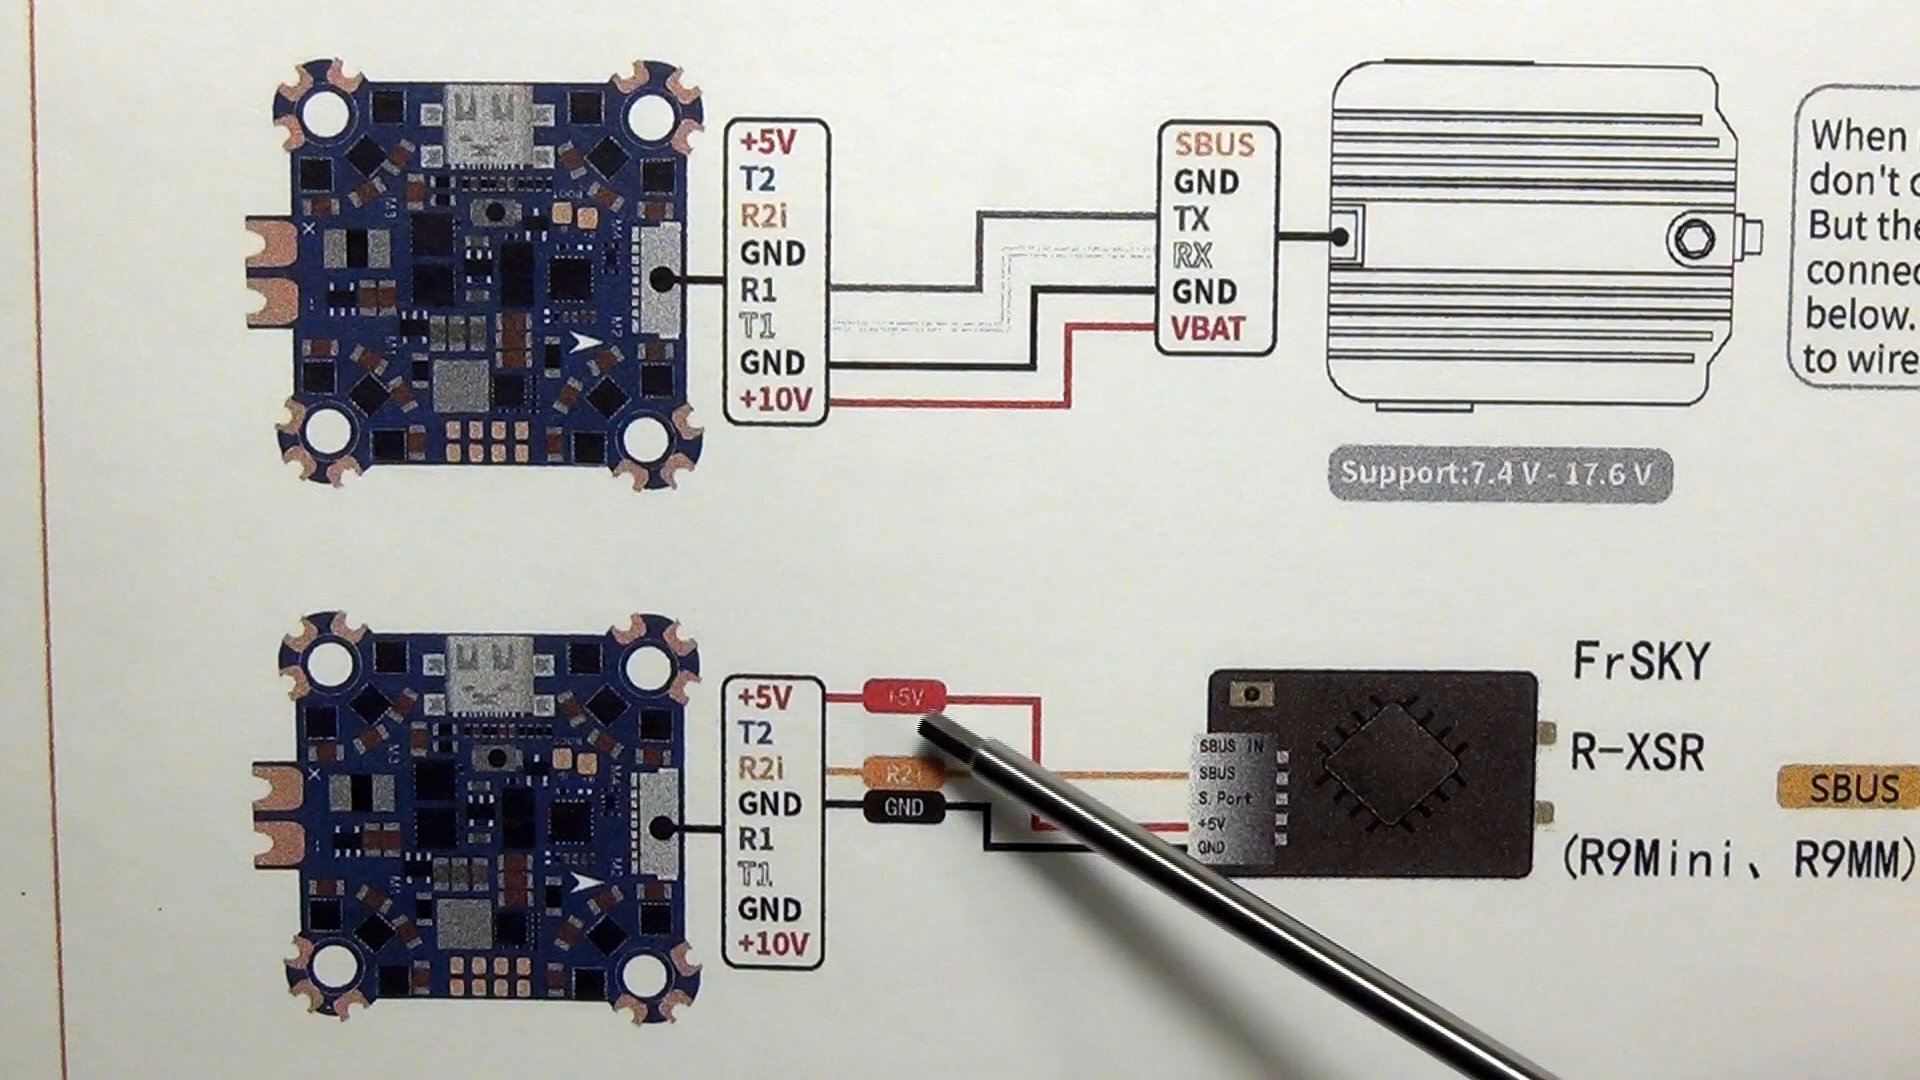 +5V
T2
R2i
GND
R1
T1
GND
+10V
SBUS
GND
TX
RX
GND
VBAT
When
don't
But the
connec
below.
to wire
Support:7.4 V - 17.6 V
+5V
T2
R2i
GND
R1
T1
GND
+10V
+5V
GND
SBUS IN
SBUS
S.Port
+5V
GND
FrSKY
R-XSR
(R9Mini、R9MM)
SBUS